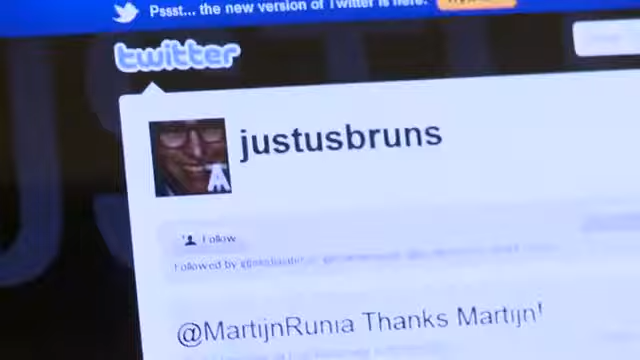 Pssst... the new version of Twitter is here.
twitter
justusbruns
Follow
Followed by
@MartijnRunia Thanks Martijn!